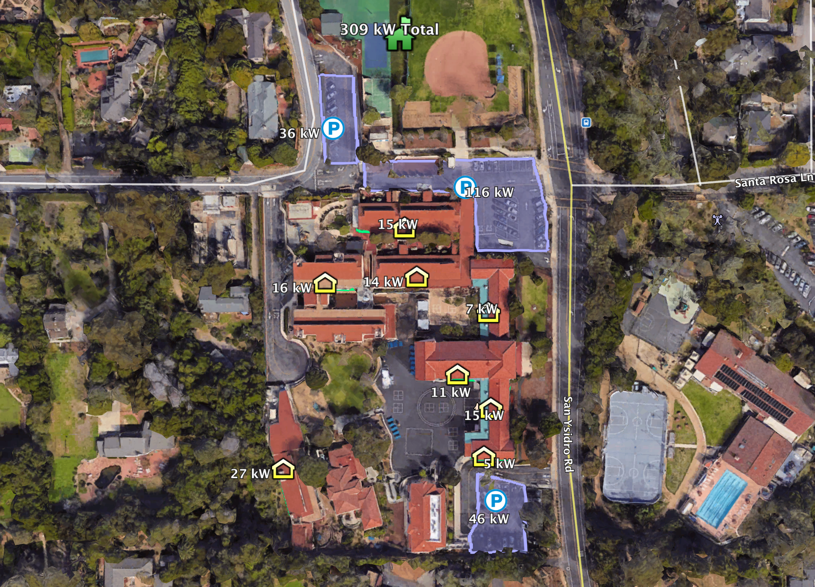 309 kW Total
36 kW
P
Santa Rosa Ln
P
116 kW
15 kW
16 kW
14 kW
7 kW
11 kW
15 kW
San Ysidro Rd
5 kW
27 kW
P
46 kW